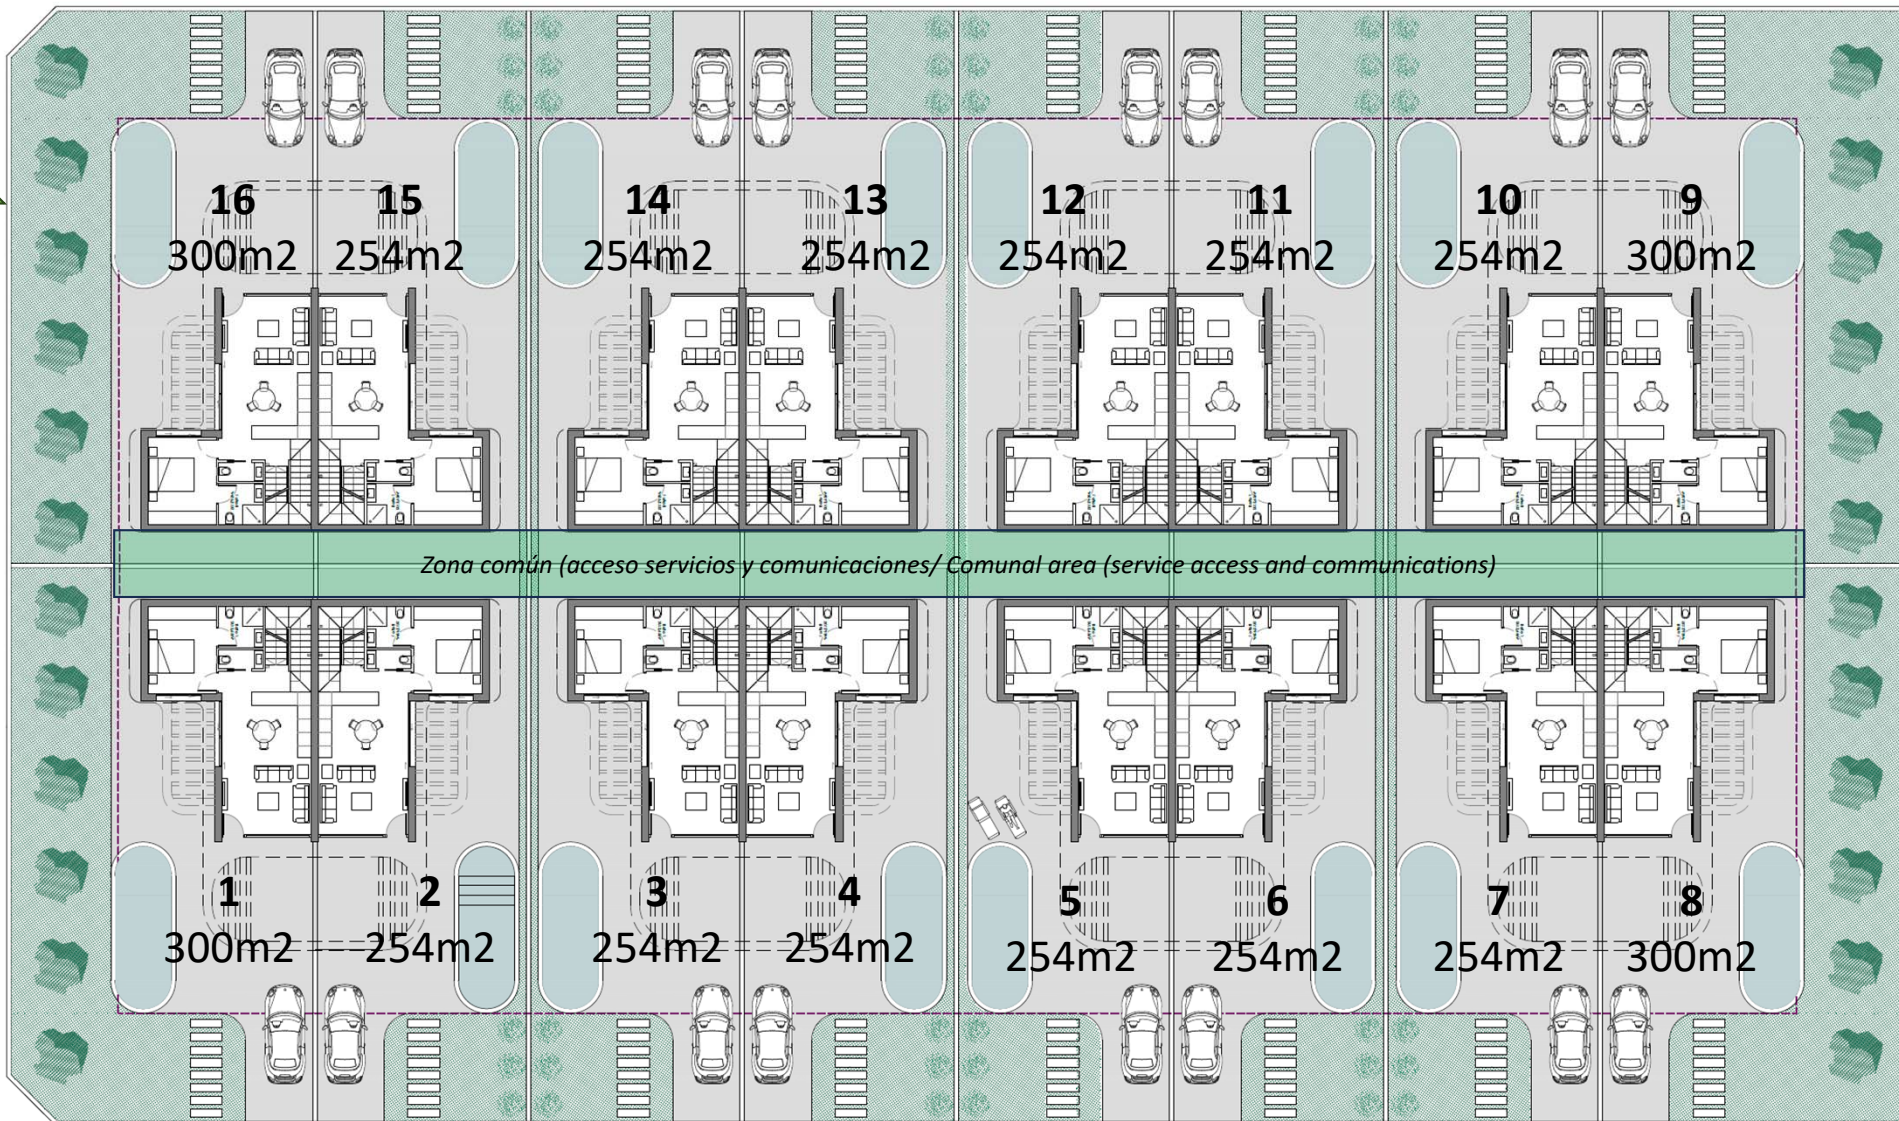 16 15 14 13 12 11 10 9
300m2 254m2 254m2 254m2 254m2 254m2 254m2 300m2
Zona común (acceso servicios y comunicaciones/ Comunal area (service access and communications)
1 2 3 4 5 6 7 8
300m2 254m2 254m2 254m2 254m2 254m2 254m2 300m2